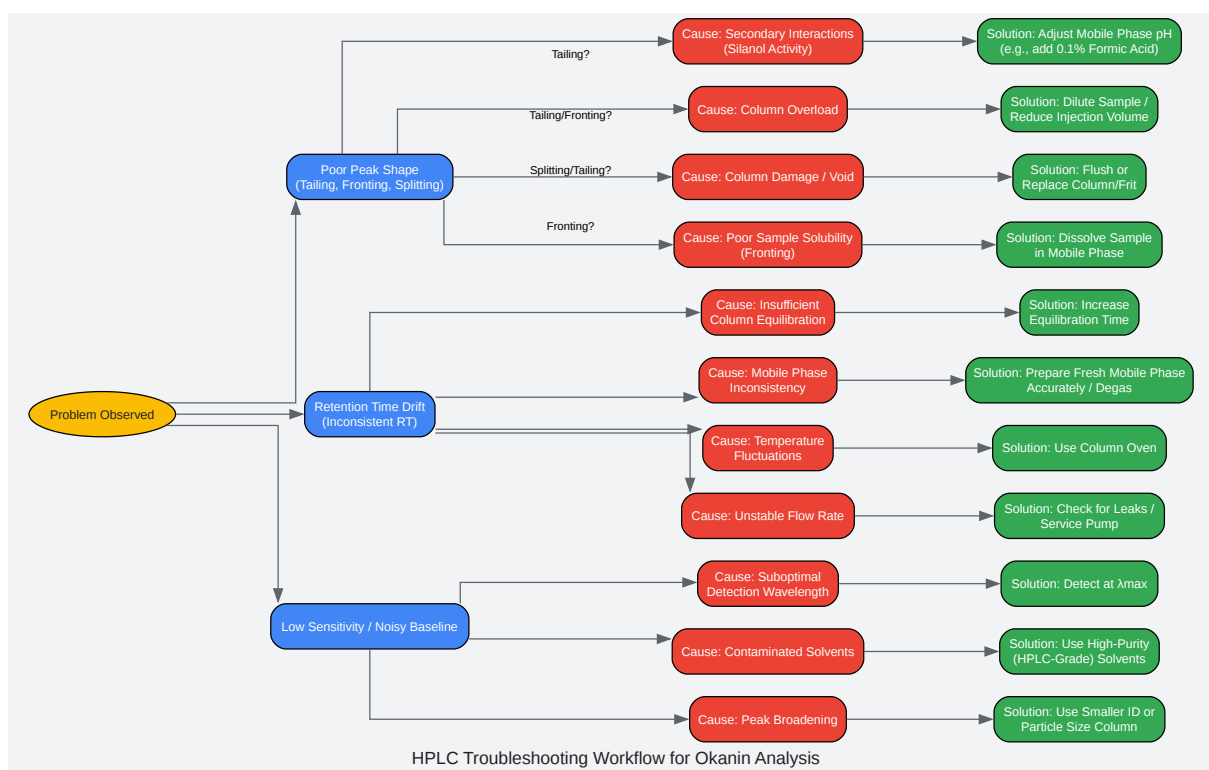 Problem Observed
Poor Peak Shape
(Tailing, Fronting, Splitting)
Tailing?
Cause: Secondary Interactions
(Silanol Activity)
Solution: Adjust Mobile Phase pH
(e.g., add 0.1% Formic Acid)
Tailing/Fronting?
Cause: Column Overload
Solution: Dilute Sample /
Reduce Injection Volume
Splitting/Tailing?
Cause: Column Damage / Void
Solution: Flush or
Replace Column/Frit
Fronting?
Cause: Poor Sample Solubility
(Fronting)
Solution: Dissolve Sample
in Mobile Phase
Retention Time Drift
(Inconsistent RT)
Cause: Insufficient
Column Equilibration
Solution: Increase
Equilibration Time
Cause: Mobile Phase
Inconsistency
Solution: Prepare Fresh Mobile Phase
Accurately / Degas
Cause: Temperature
Fluctuations
Solution: Use Column Oven
Cause: Unstable Flow Rate
Solution: Check for Leaks /
Service Pump
Low Sensitivity / Noisy Baseline
Cause: Suboptimal
Detection Wavelength
Solution: Detect at λmax
Cause: Contaminated Solvents
Solution: Use High-Purity
(HPLC-Grade) Solvents
Cause: Peak Broadening
Solution: Use Smaller ID or
Particle Size Column
HPLC Troubleshooting Workflow for Okanin Analysis